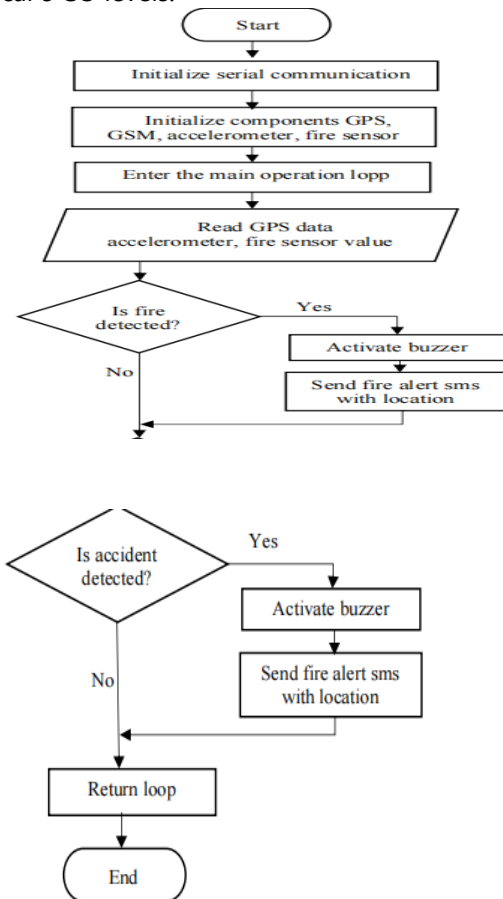 Start
Initialize serial communication
Initialize components GPS,
GSM, accelerometer, fire sensor
Enter the main operation lopp
Read GPS data
accelerometer, fire sensor value
Is fire
detected?
Yes
Activate buzzer
No
Send fire alert sms
with location
Is accident
detected?
Yes
Activate buzzer
No
Send fire alert sms
with location
Return loop
End